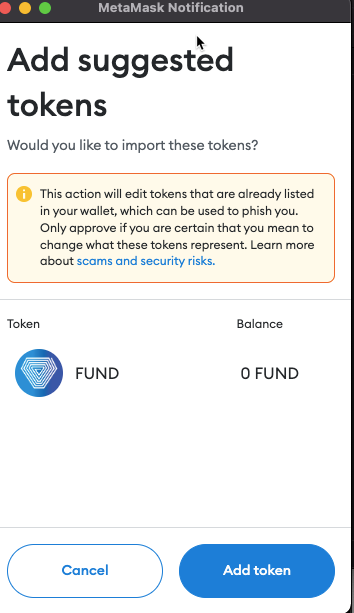 MetaMask Notification
Add suggested
tokens
Would you like to import these tokens?
This action will edit tokens that are already listed
in your wallet, which can be used to phish you.
Only approve if you are certain that you mean to
change what these tokens represent. Learn more
about scams and security risks.
Token Balance
FUND 0 FUND
Cancel Add token